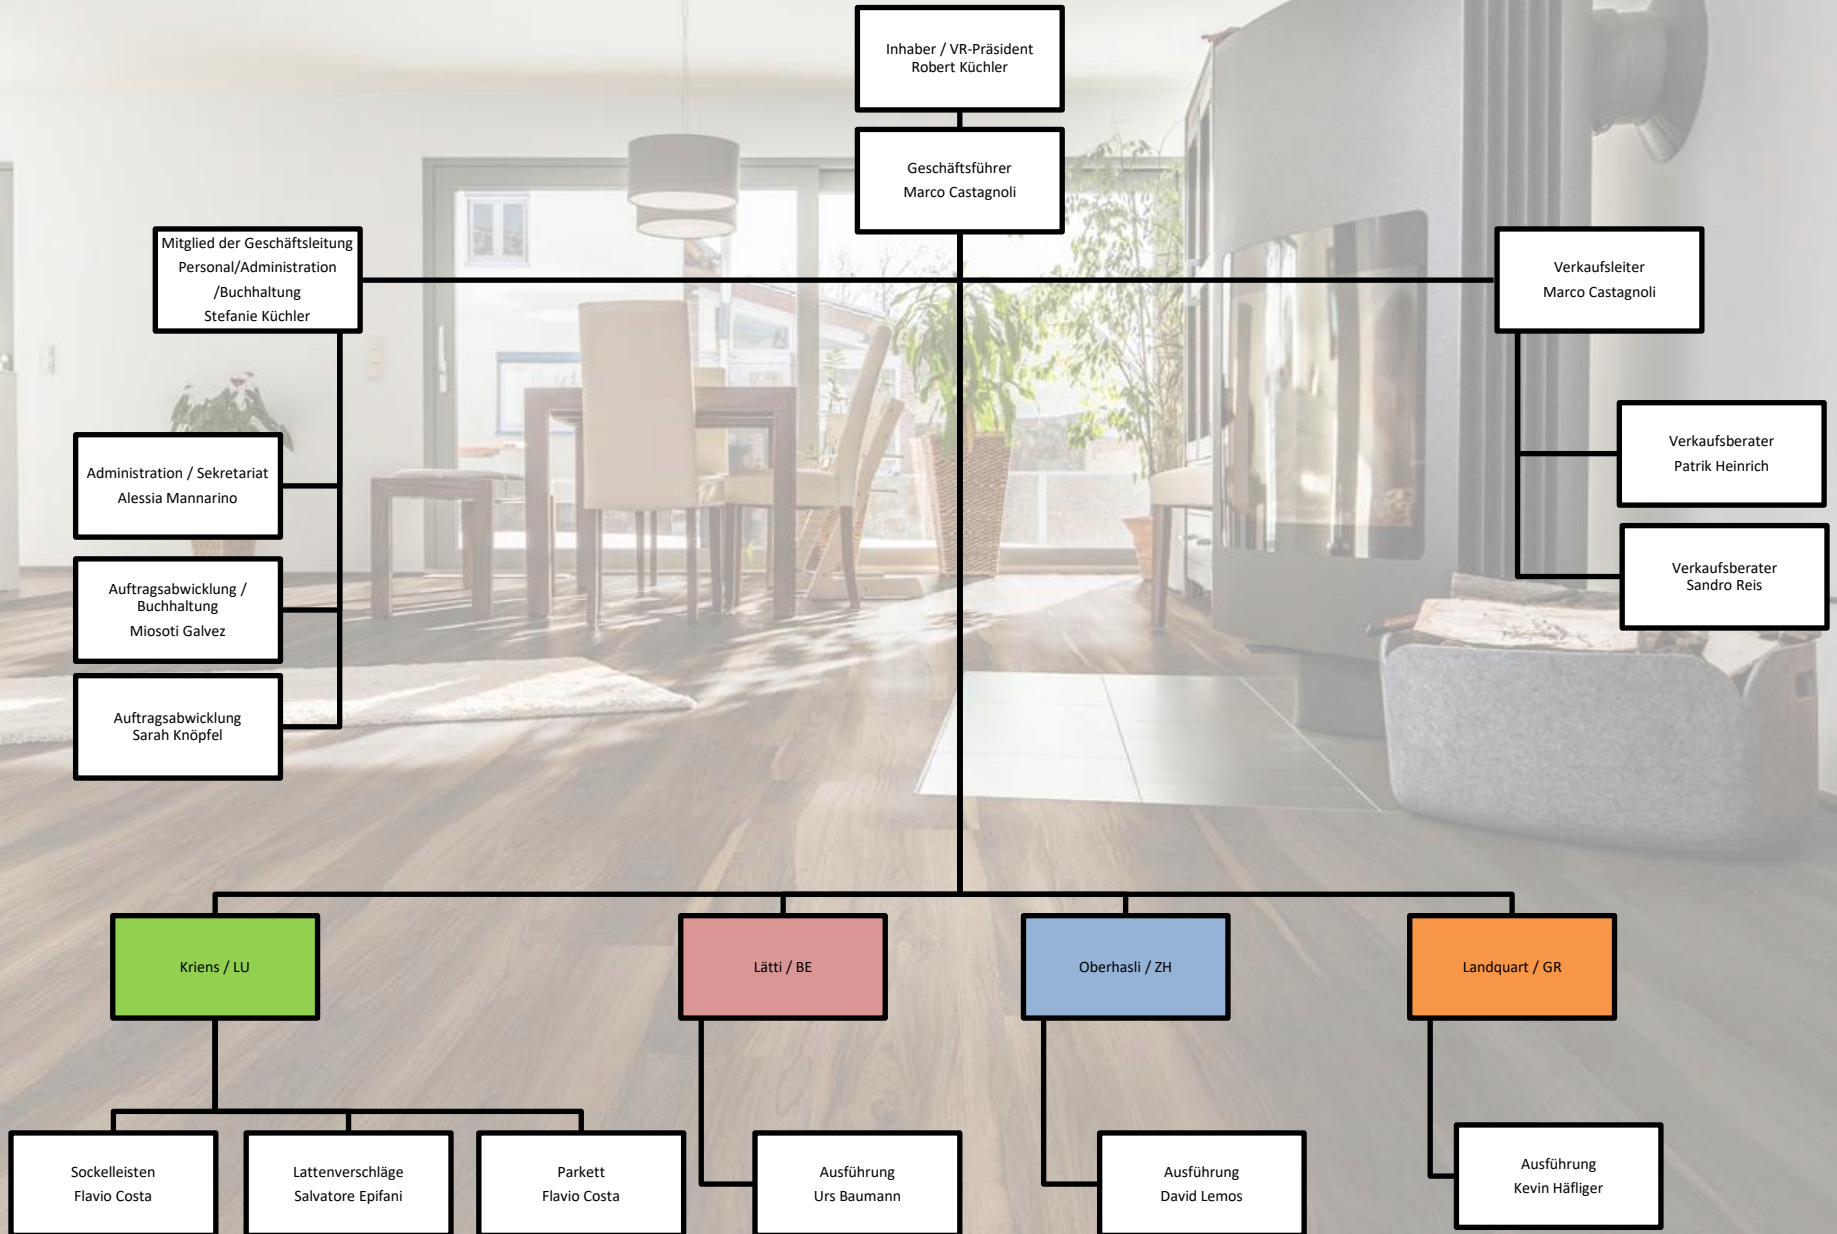 Inhaber / VR-Präsident
Robert Küchler
Geschäftsführer
Marco Castagnoli
Mitglied der Geschäftsleitung
Personal/Administration
/Buchhaltung
Stefanie Küchler
Verkaufsleiter
Marco Castagnoli
Administration / Sekretariat
Alessia Mannarino
Auftragsabwicklung /
Buchhaltung
Miosoti Galvez
Auftragsabwicklung
Sarah Knöpfel
Verkaufsberater
Patrik Heinrich
Verkaufsberater
Sandro Reis
Kriens / LU
Lätti / BE
Oberhasli / ZH
Landquart / GR
Sockelleisten
Flavio Costa
Lattenverschläge
Salvatore Epifani
Parkett
Flavio Costa
Ausführung
Urs Baumann
Ausführung
David Lemos
Ausführung
Kevin Häfliger